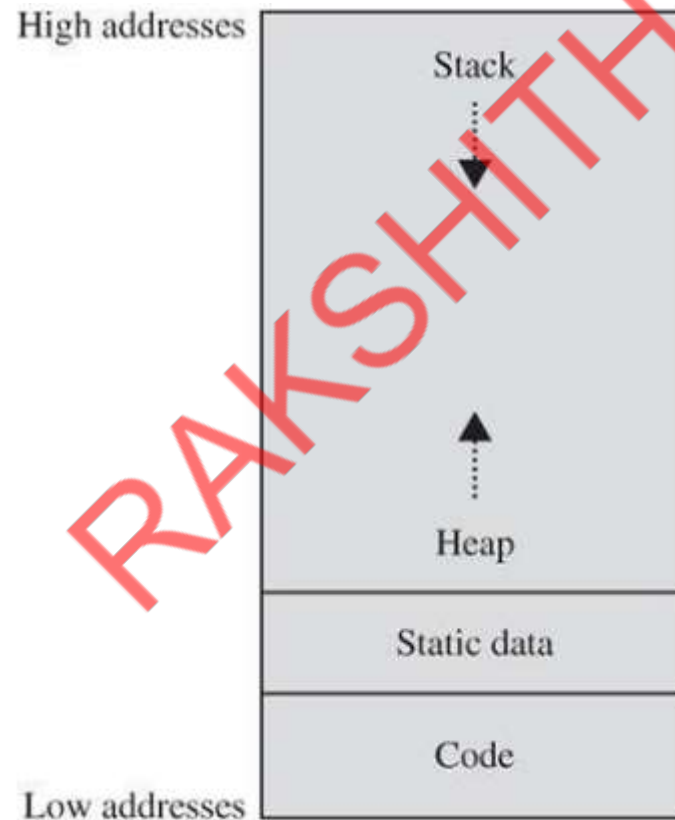 High addresses
Stack
RAKSHITH
Heap
Static data
Code
Low addresses